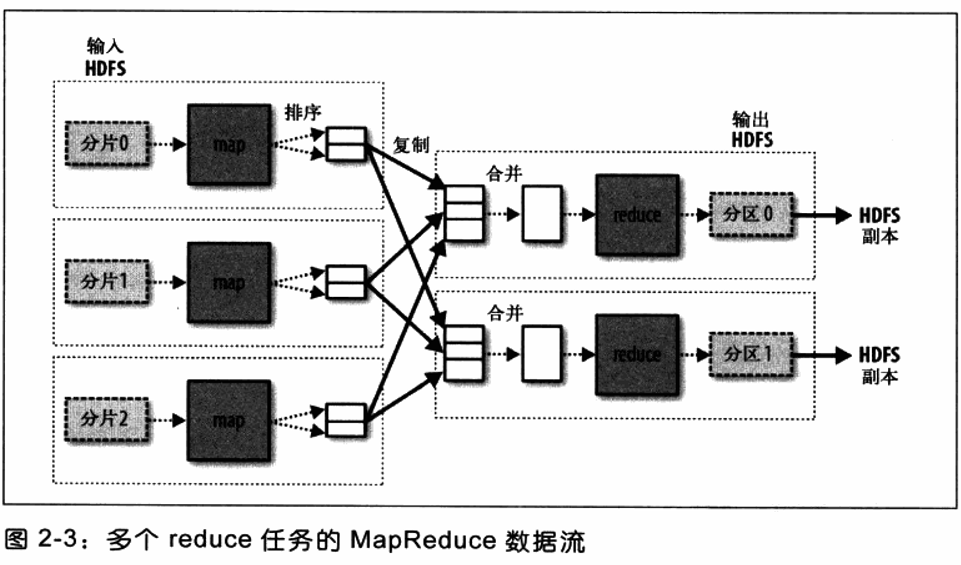 输入
HDFS
分片0
map
排序
复制
分片1
map
分片2
map
输出
HDFS
合并
reduce
分区0
HDFS
副本
合并
reduce
分区1
HDFS
副本
图 2-3：多个 reduce 任务的 MapReduce 数据流